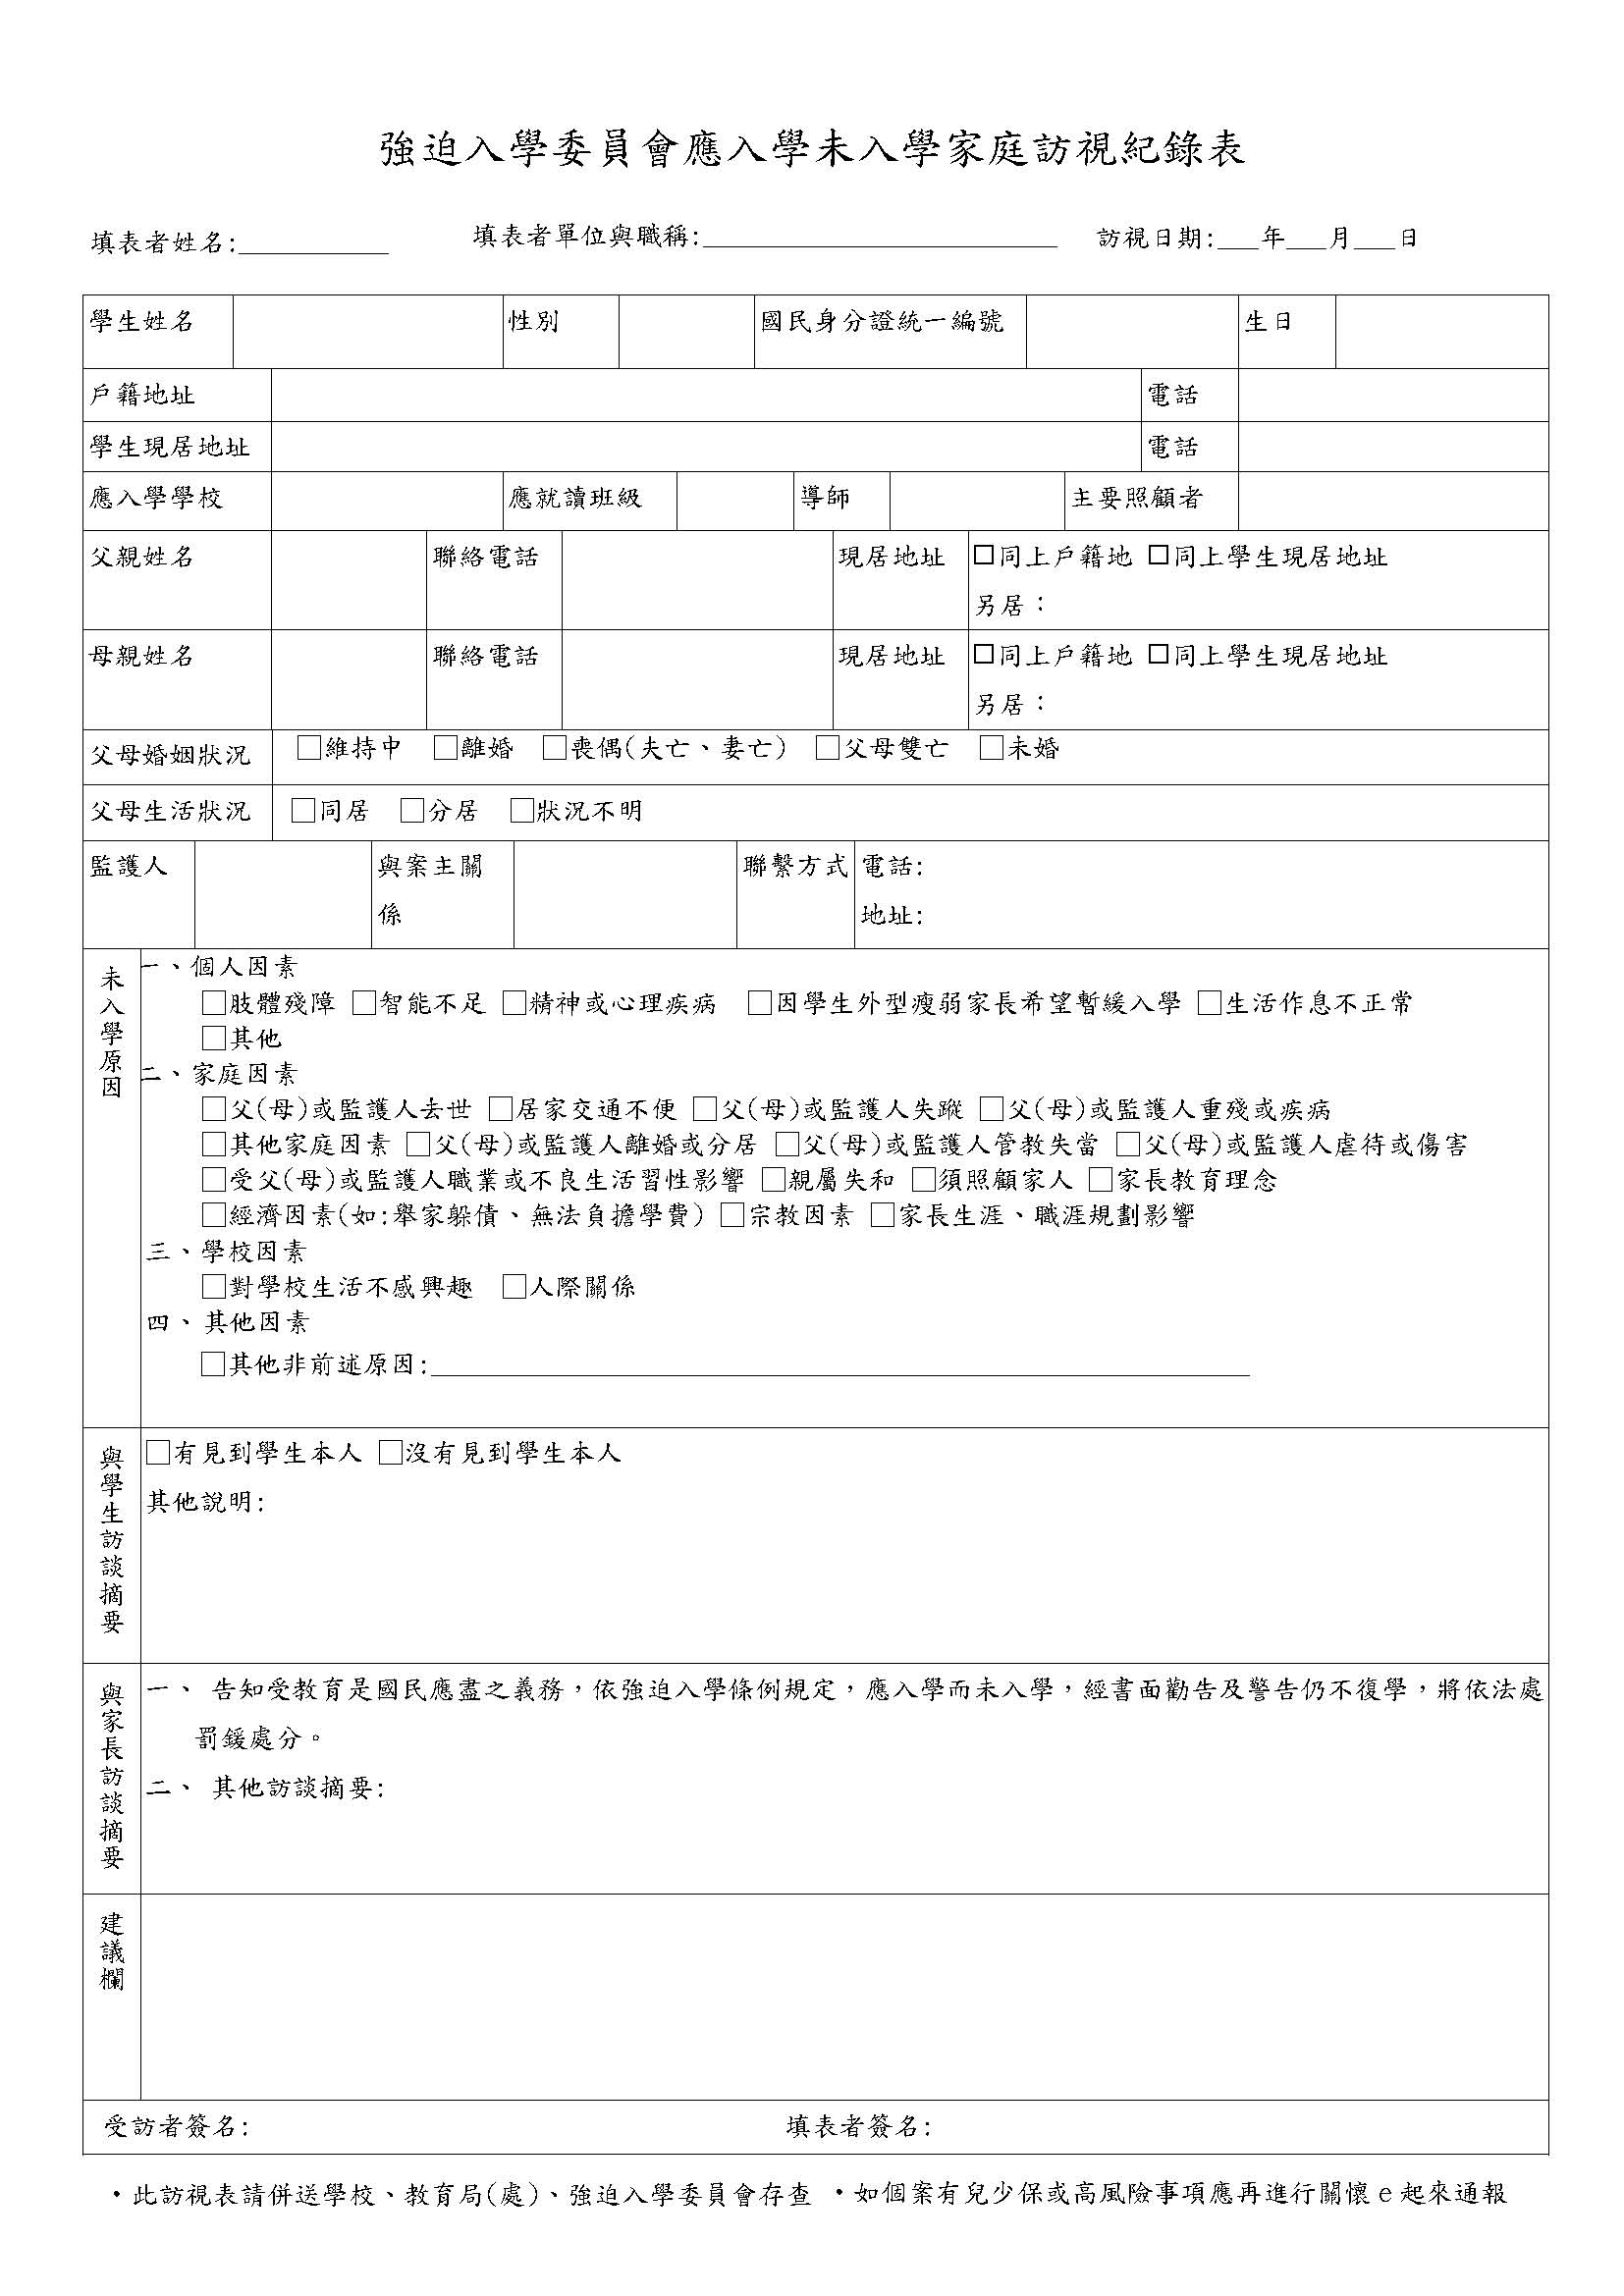 強迫入學委員會應入學未入學家庭訪視紀錄表
填表者姓名:___________ 填表者單位與職稱:__________________________ 訪視日期:___年___月___日
學生姓名 性別 國民身分證統一編號 生日
戶籍地址 電話
學生現居地址 電話
應入學學校 應就讀班級 導師 主要照顧者
父親姓名 聯絡電話 現居地址 □同上戶籍地 □同上學生現居地址
另居：
母親姓名 聯絡電話 現居地址 □同上戶籍地 □同上學生現居地址
另居：
父母婚姻狀況 □維持中 □離婚 □喪偶(夫亡、妻亡) □父母雙亡 □未婚
父母生活狀況 □同居 □分居 □狀況不明
監護人 與案主關係 聯繫方式 電話:
地址:
未入學原因
一、個人因素
□肢體殘障 □智能不足 □精神或心理疾病 □因學生外型瘦弱家長希望暫緩入學 □生活作息不正常
□其他
二、家庭因素
□父(母)或監護人去世 □居家交通不便 □父(母)或監護人失蹤 □父(母)或監護人重殘或疾病
□其他家庭因素 □父(母)或監護人離婚或分居 □父(母)或監護人管教失當 □父(母)或監護人虐待或傷害
□受父(母)或監護人職業或不良生活習性影響 □親屬失和 □須照顧家人 □家長教育理念
□經濟因素(如:舉家躲債、無法負擔學費) □宗教因素 □家長生涯、職涯規劃影響
三、學校因素
□對學校生活不感興趣 □人際關係
四、其他因素
□其他非前述原因:____________________________________________________________
與學生訪談摘要
□有見到學生本人 □沒有見到學生本人
其他說明:
與家長訪談摘要
一、 告知受教育是國民應盡之義務，依強迫入學條例規定，應入學而未入學，經書面勸告及警告仍不復學，將依法處
罰鍰處分。
二、 其他訪談摘要:
建議欄
受訪者簽名: 填表者簽名:
・此訪視表請併送學校、教育局(處)、強迫入學委員會存查 ・如個案有兒少保或高風險事項應再進行關懷 e 起來通報